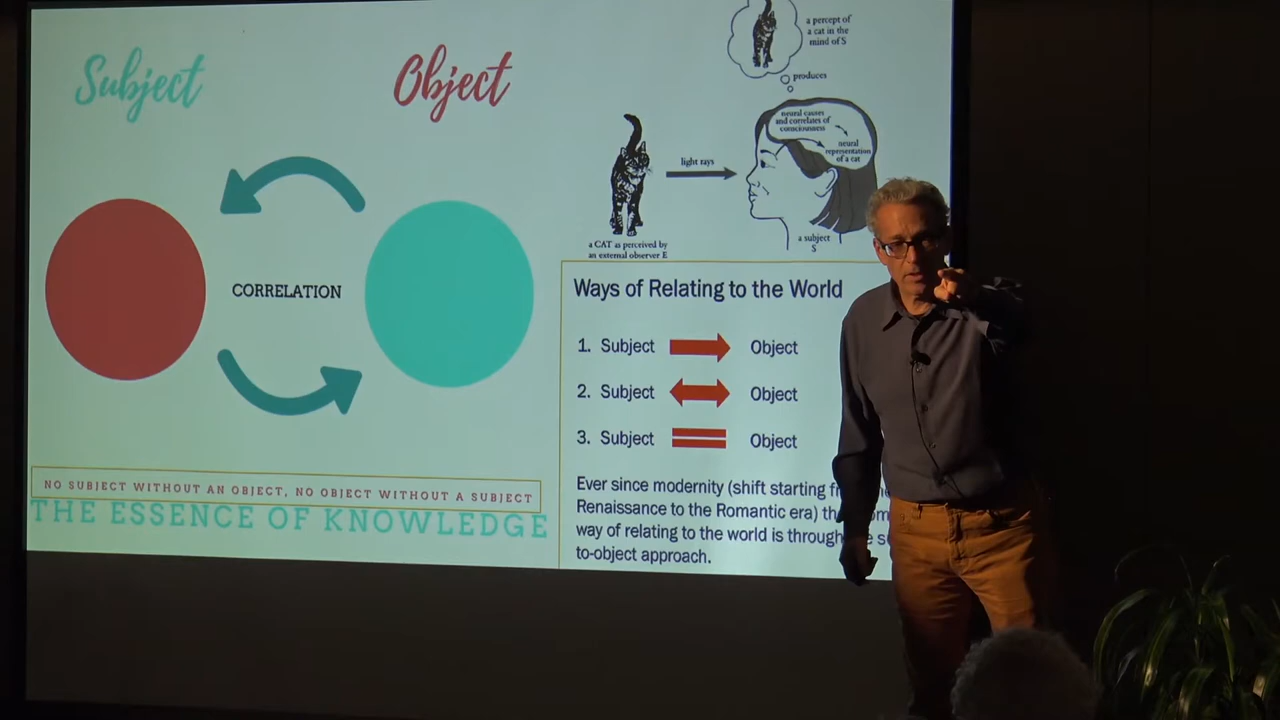 Subject
Object
CORRELATION
NO SUBJECT WITHOUT AN OBJECT, NO OBJECT WITHOUT A SUBJECT
THE ESSENCE OF KNOWLEDGE
a percept of
a cat in the
mind of S
produces
neural causes
and correlates of
consciousness
neural
representation
of a cat
light rays
a CAT as perceived by
an external observer E
a subject
S
Ways of Relating to the World
1. Subject Object
2. Subject Object
3. Subject Object
Ever since modernity (shift starting
Renaissance to the Romantic era)
way of relating to the world is through
to-object approach.